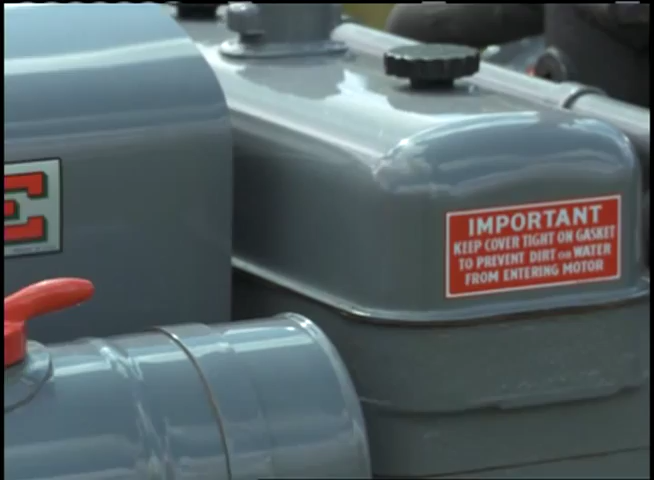 E
IMPORTANT
KEEP COVER TIGHT ON GASKET
TO PREVENT DIRT OR WATER
FROM ENTERING MOTOR